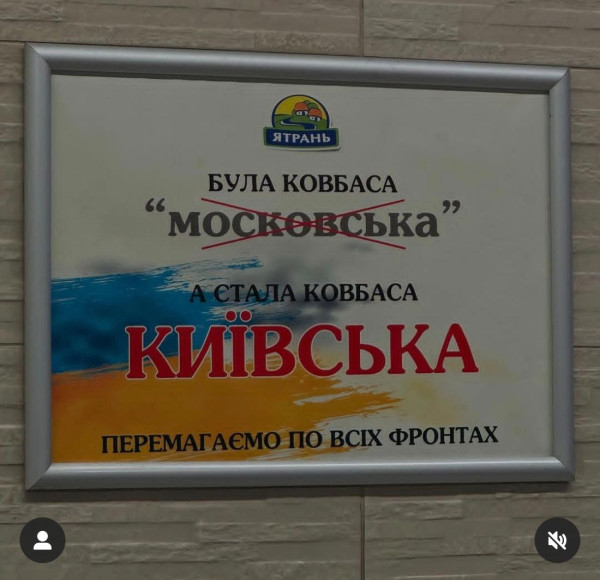 ЯТРАНЬ
БУЛА КОВБАСА
“МОСКОВСЬКА”
А СТАЛА КОВБАСА
КИЇВСЬКА
ПЕРЕМАГАЄМО ПО ВСІХ ФРОНТАХ